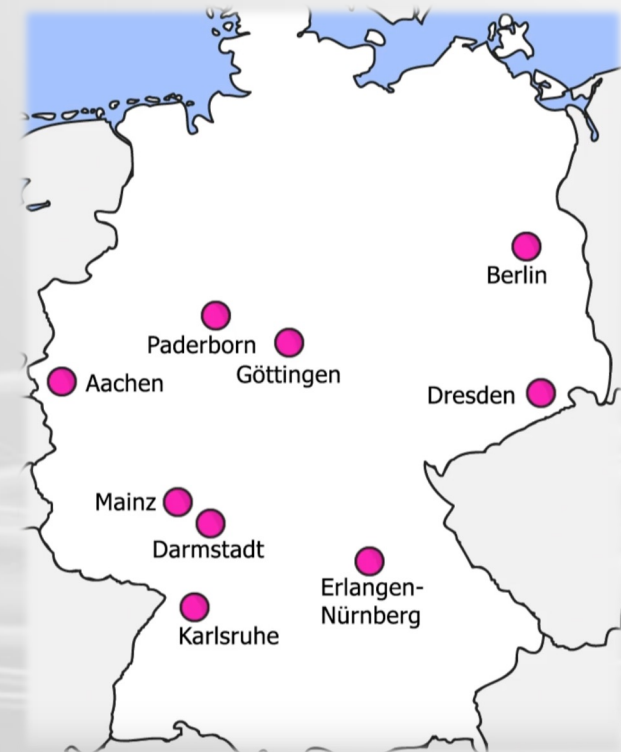 Berlin
Paderborn
Göttingen
Aachen
Dresden
Mainz
Darmstadt
Erlangen-
Nürnberg
Karlsruhe